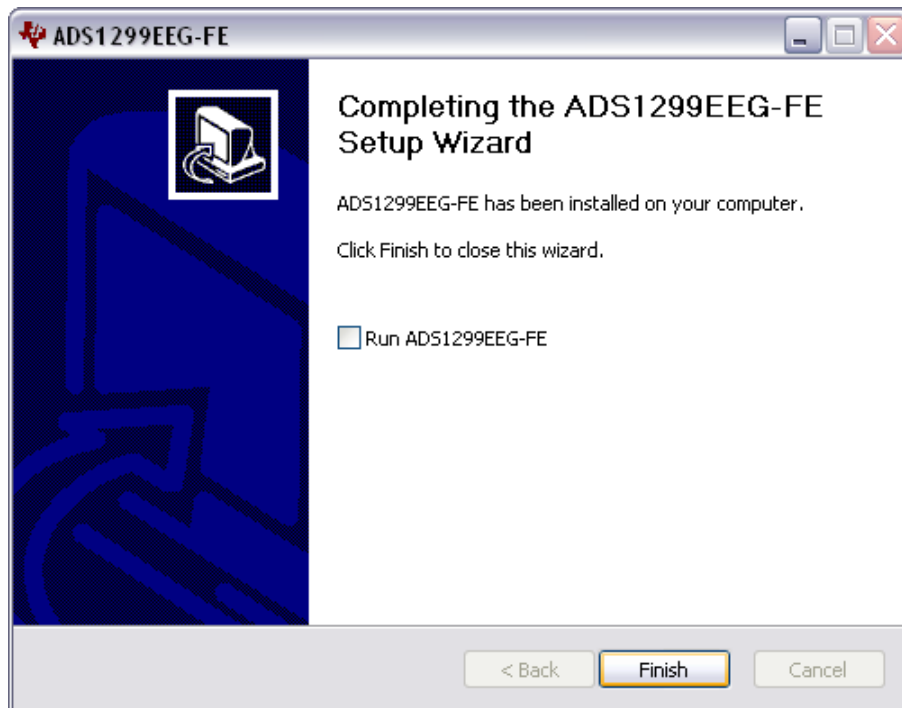 ADS1299EEG-FE
Completing the ADS1299EEG-FE
Setup Wizard
ADS1299EEG-FE has been installed on your computer.
Click Finish to close this wizard.
Run ADS1299EEG-FE
< Back
Finish
Cancel